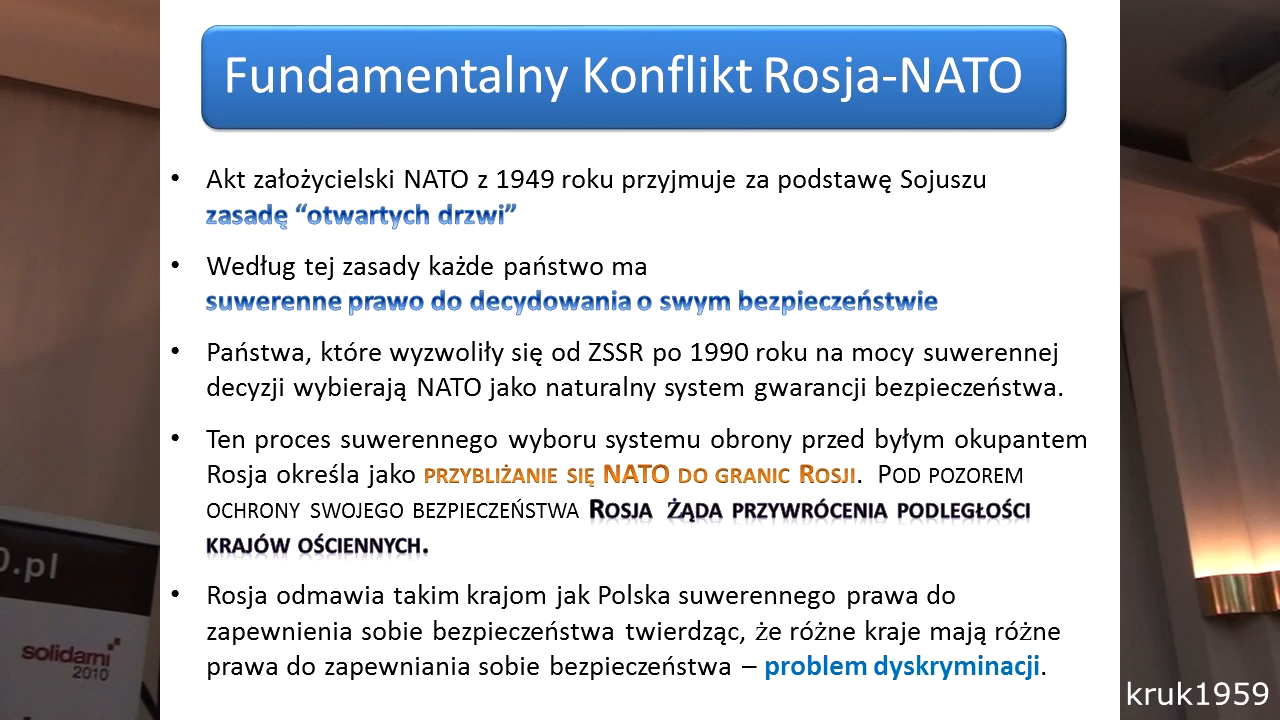 Fundamentalny Konflikt Rosja-NATO
• Akt założycielski NATO z 1949 roku przyjmuje za podstawę Sojuszu
zasadę “otwartych drzwi”
• Według tej zasady każde państwo ma
suwerenne prawo do decydowania o swym bezpieczeństwie
• Państwa, które wyzwoliły się od ZSSR po 1990 roku na mocy suwerennej
decyzji wybierają NATO jako naturalny system gwarancji bezpieczeństwa.
• Ten proces suwerennego wyboru systemu obrony przed byłym okupantem
Rosja określa jako PRZYBLIŻANIE SIĘ NATO DO GRANIC ROSJI. POD POZOREM
OCHRONY SWOJEGO BEZPIECZEŃSTWA ROSJA ŻĄDA PRZYWRÓCENIA PODLEGŁOŚCI
KRAJÓW OŚCIENNYCH.
• Rosja odmawia takim krajom jak Polska suwerennego prawa do
zapewnienia sobie bezpieczeństwa twierdząc, że różne kraje mają różne
prawa do zapewniania sobie bezpieczeństwa – problem dyskryminacji.
0.pl
solidarni
2010
kruk1959